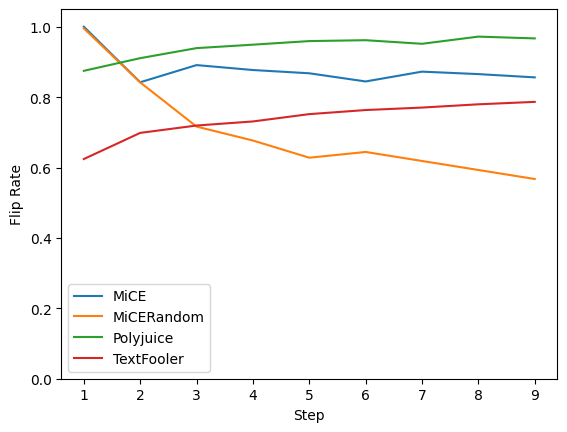 1.0
0.8
0.6
0.4
0.2
0.0
Flip Rate
MiCE
MiCERandom
Polyjuice
TextFooler
1 2 3 4 5 6 7 8 9
Step